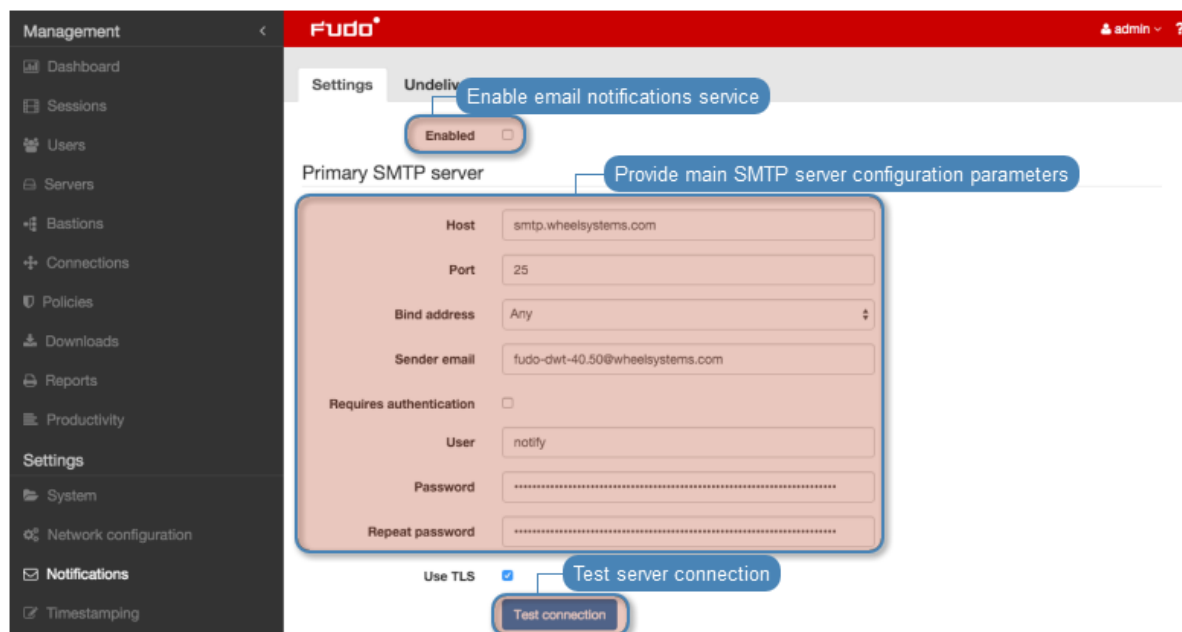 Management <
FUDO
admin
?
Dashboard
Sessions
Users
Servers
Bastions
Connections
Policies
Downloads
Reports
Productivity
Settings
System
Network configuration
Notifications
Timestamping
Settings
Undeliv
Enable email notifications service
Enabled
Primary SMTP server
Provide main SMTP server configuration parameters
Host smtp.wheelsystems.com
Port 25
Bind address Any
Sender email fudo-dwt-40.50@wheelsystems.com
Requires authentication
User notify
Password
Repeat password
Use TLS
Test server connection
Test connection